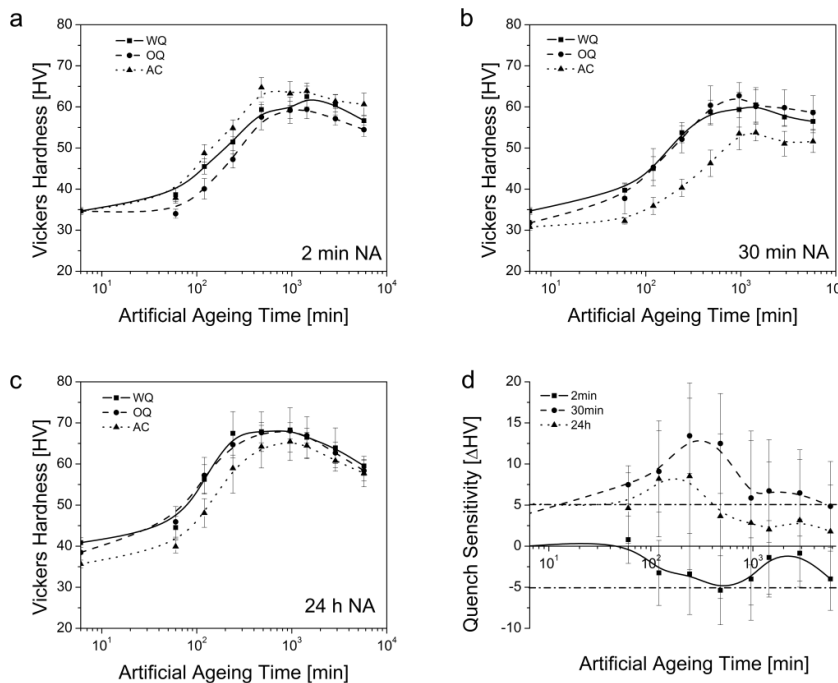 a
Vickers Hardness [HV]
80
70
60
50
40
30
20
WQ
OQ
AC
2 min NA
10¹ 10² 10³ 10⁴
Artificial Ageing Time [min]
b
Vickers Hardness [HV]
80
70
60
50
40
30
20
WQ
OQ
AC
30 min NA
10¹ 10² 10³ 10
Artificial Ageing Time [min]
c
Vickers Hardness [HV]
80
70
60
50
40
30
20
WQ
OQ
AC
24 h NA
10¹ 10² 10³ 10⁴
Artificial Ageing Time [min]
d
Quench Sensitivity [ΔHV]
20
15
10
5
0
-5
-10
2min
30min
24h
10¹ 10² 10³
Artificial Ageing Time [min]